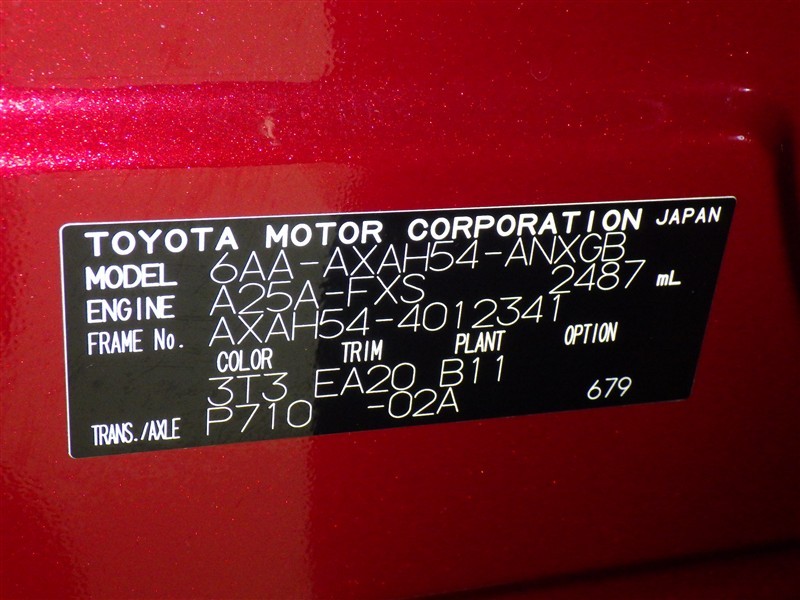 TOYOTA MOTOR CORPORATION JAPAN
MODEL 6AA-AXAH54-ANXGB
ENGINE A25A-FXS 2487 mL
FRAME No. AXAH54-4012341
COLOR TRIM PLANT OPTION
3T3 EA20 B11
TRANS./AXLE P710 -02A 679